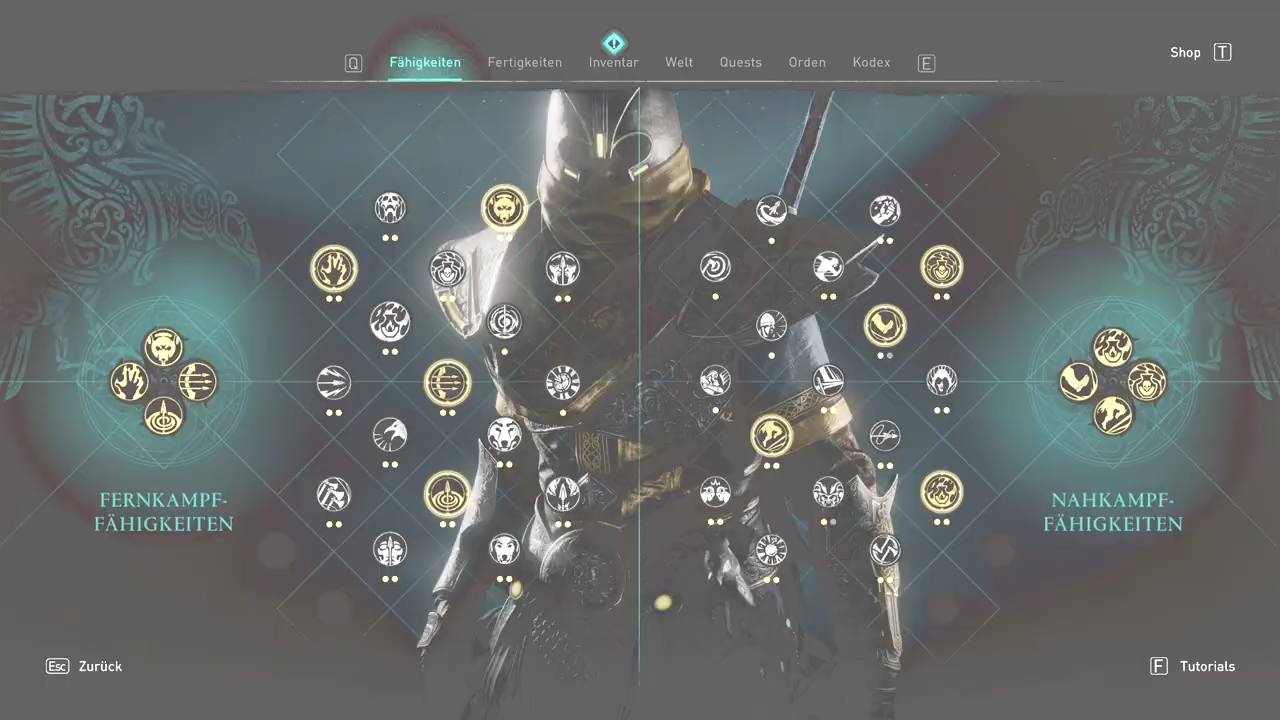 Q Fähigkeiten Fertigkeiten Inventar Welt Quests Orden Kodex E
Shop T
FERNKAMPF-
FÄHIGKEITEN
NAHKAMPF-
FÄHIGKEITEN
Esc Zurück
F Tutorials